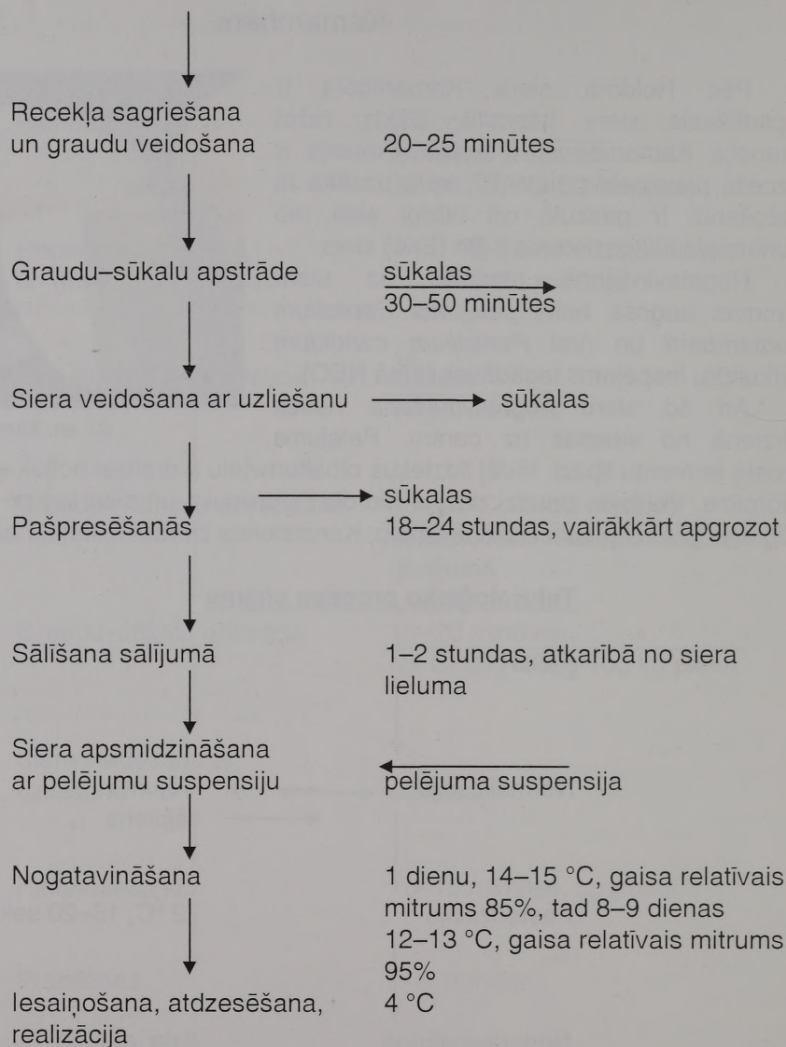 Recekļa sagriešana
un graudu veidošana 20–25 minūtes
Graudu–sūkalu apstrāde sūkalas
30–50 minūtes
Siera veidošana ar uzliešanu sūkalas
sūkalas
Pašpresēšanās 18–24 stundas, vairākkārt apgrozot
Sālīšana sālījumā 1–2 stundas, atkarībā no siera
lieluma
Siera apsmidzināšana
ar pelējumu suspensiju pelējuma suspensija
Nogatavināšana 1 dienu, 14–15 °C, gaisa relatīvais
mitrums 85%, tad 8–9 dienas
12–13 °C, gaisa relatīvais mitrums
95%
Iesaiņošana, atdzesēšana, 4 °C
realizācija